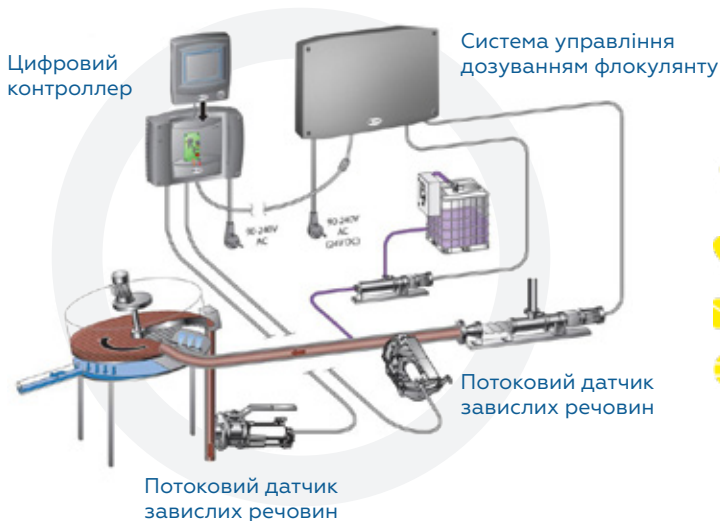 Цифровий
контроллер
Система управління
дозуванням флокулянту
90-240V
AC
90-240V
AC
(24V DC)
Потоковий датчик
завислих речовин
Потоковий датчик
завислих речовин